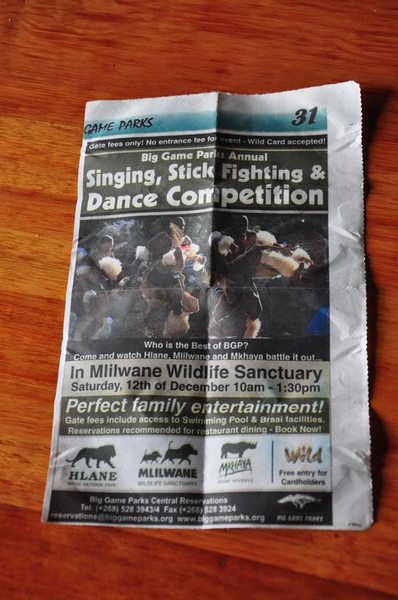 GAME PARKS 31
Gate fees only! No entrance fee for event - Wild Card accepted!
Big Game Parks Annual
Singing, Stick Fighting &
Dance Competition
Who is the Best of BGP?
Come and watch Hlane, Mlilwane and Mkhaya battle it out...
In Mlilwane Wildlife Sanctuary
Saturday, 12th of December 10am - 1:30pm
Perfect family entertainment!
Gate fees include access to Swimming Pool & Braai facilities.
Reservations recommended for restaurant dining - Book Now!
HLANE
ROYAL NATIONAL PARK
MLILWANE
WILDLIFE SANCTUARY
MKHAYA
GAME RESERVE
Wild
Free entry for
Cardholders
Big Game Parks Central Reservations
Tel: (+268) 528 3943/4 Fax (+268) 528 3924
reservations@biggameparks.org www.biggameparks.org
BIG GAME PARKS